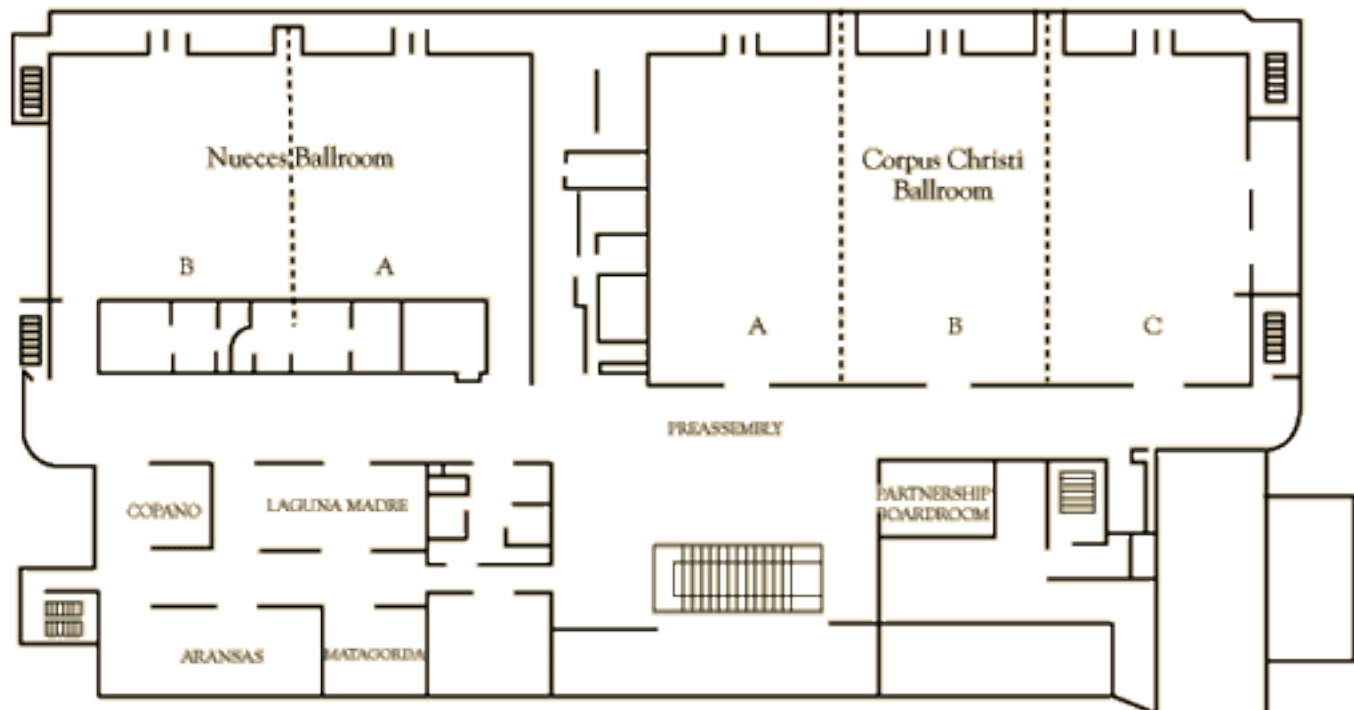 Nueces Ballroom
Corpus Christi
Ballroom
B
A
A
B
C
PREASSEMBLY
COPANO
LAGUNA MADRE
PARTNERSHIP
BOARDROOM
ARANSAS
MATAGORDA